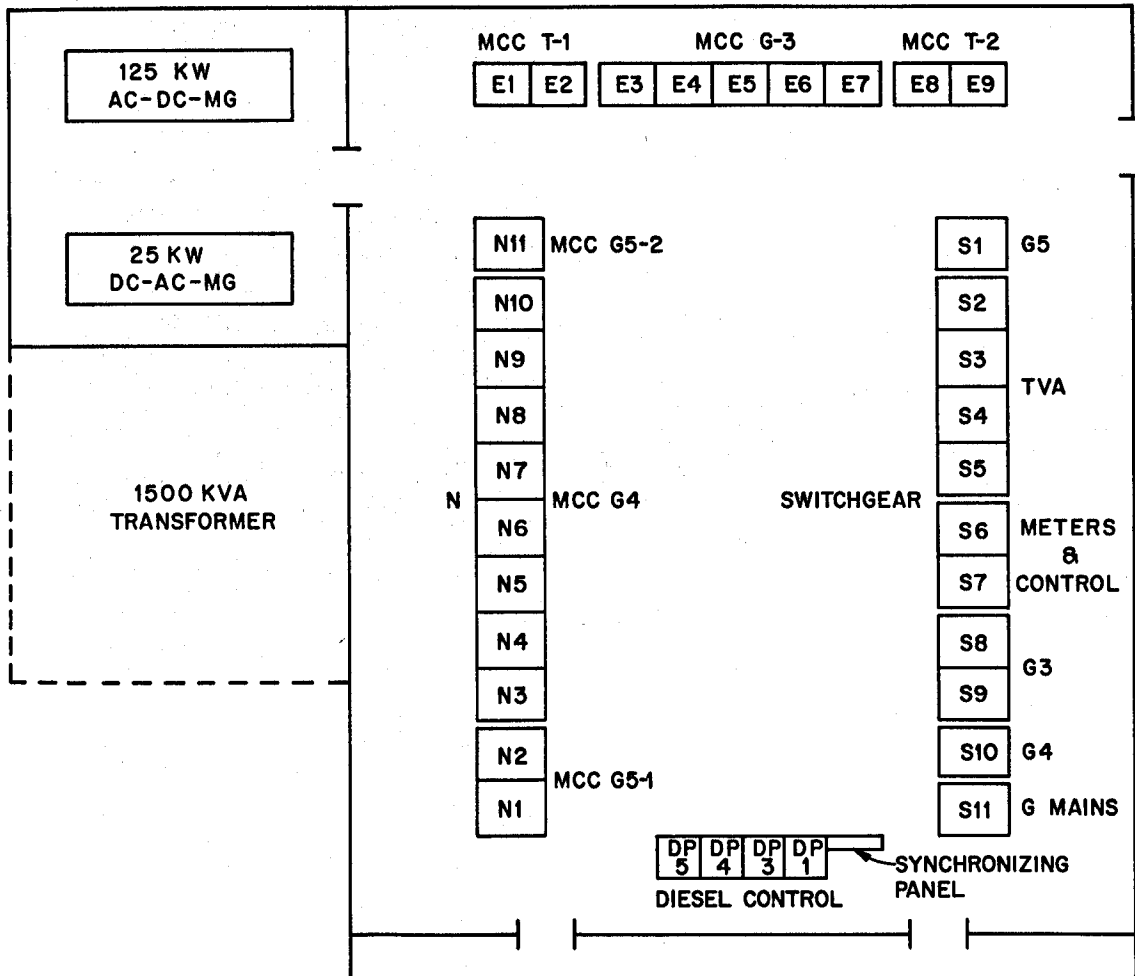 MCC T-1 MCC G-3 MCC T-2
125 KW
AC-DC-MG
E1 E2 E3 E4 E5 E6 E7 E8 E9
25 KW
DC-AC-MG
N11 MCC G5-2
N10
N9
N8
N7
N MCC G4
N6
N5
N4
N3
N2
MCC G5-1
N1
1500 KVA
TRANSFORMER
SWITCHGEAR
S1 G5
S2
S3
TVA
S4
S5
S6
S7
METERS
&
CONTROL
S8
G3
S9
S10 G4
S11 G MAINS
DP DP DP DP
5 4 3 1
DIESEL CONTROL
SYNCHRONIZING
PANEL